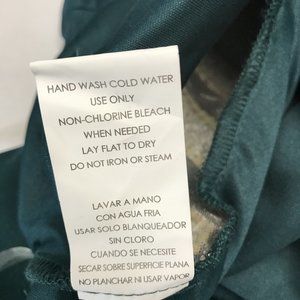 HAND WASH COLD WATER
USE ONLY
NON-CHLORINE BLEACH
WHEN NEEDED
LAY FLAT TO DRY
DO NOT IRON OR STEAM
LAVAR A MANO
CON AGUA FRIA
USAR SOLO BLANQUEADOR
SIN CLORO
CUANDO SE NECESITE
SECAR SOBRE SUPERFICIE PLANA
NO PLANCHAR NI USAR VAPOR